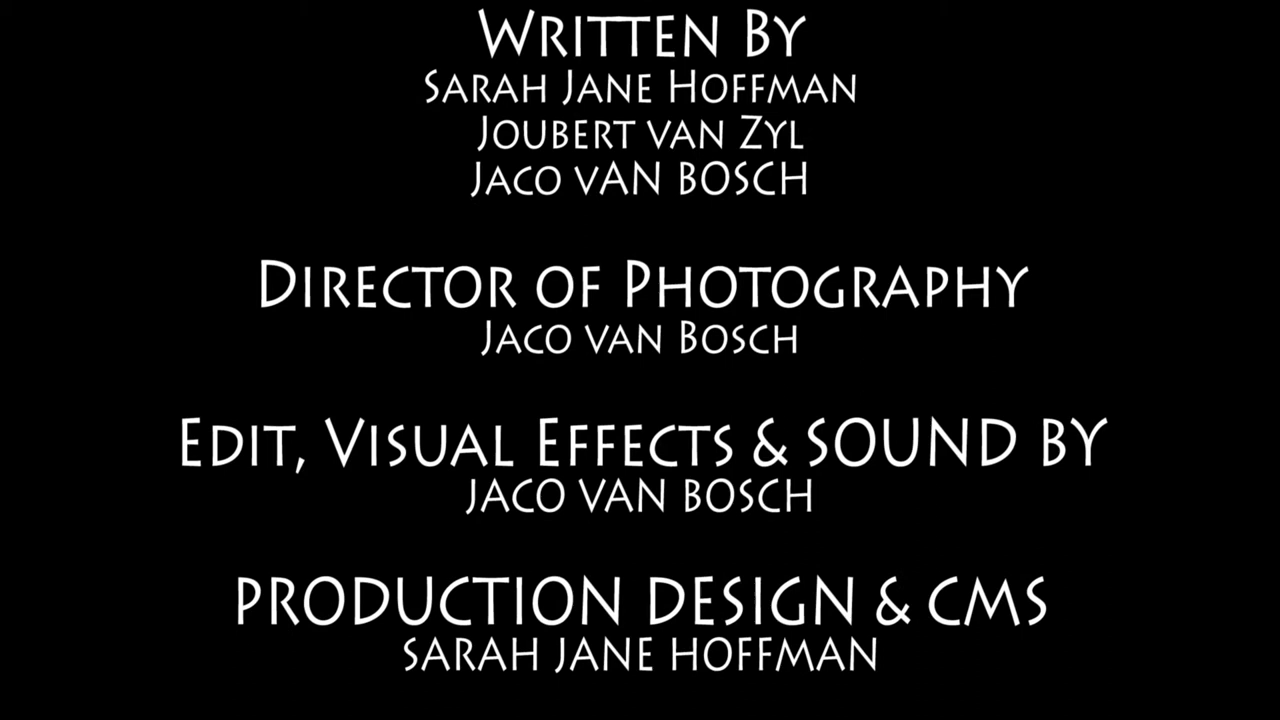 Written By
Sarah Jane Hoffman
Joubert van Zyl
Jaco vAN BOSCH
Director of Photography
Jaco van Bosch
Edit, Visual Effects & SOUND BY
JACO VAN BOSCH
PRODUCTION DESIGN & CMS
SARAH JANE HOFFMAN